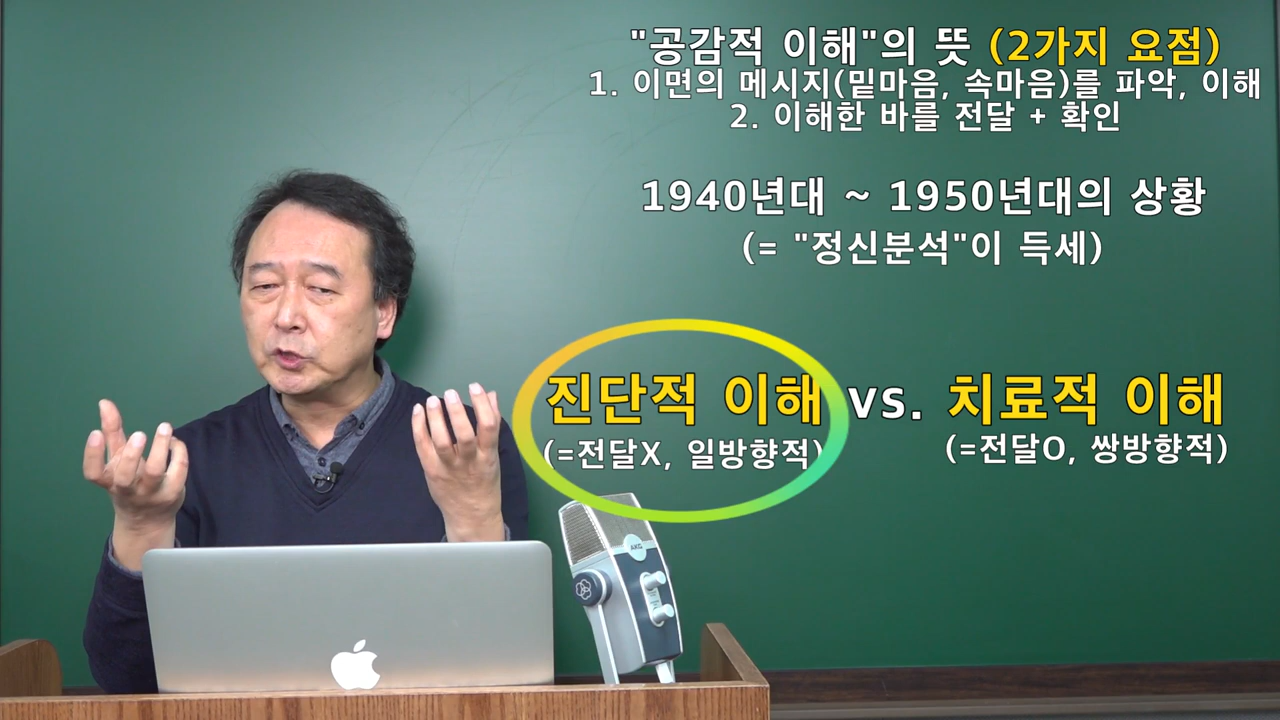 "공감적 이해"의 뜻 (2가지 요점)
1. 이면의 메시지(밑마음, 속마음)를 파악, 이해
2. 이해한 바를 전달 + 확인
1940년대 ~ 1950년대의 상황
(= "정신분석"이 득세)
진단적 이해 vs. 치료적 이해
(=전달X, 일방향적) (=전달O, 쌍방향적)
AKG